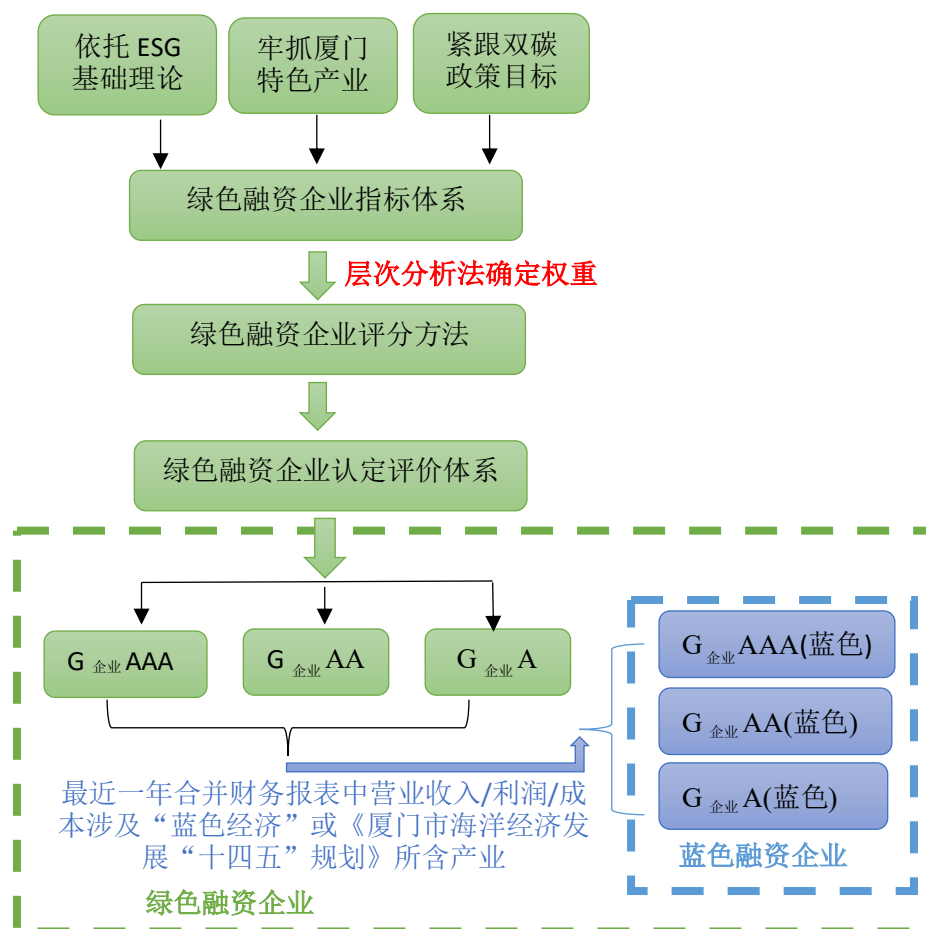 依托 ESG
基础理论
牢抓厦门
特色产业
紧跟双碳
政策目标
绿色融资企业指标体系
层次分析法确定权重
绿色融资企业评分方法
绿色融资企业认定评价体系
G 企业 AAA
G 企业 AA
G 企业 A
G 企业 AAA(蓝色)
G 企业 AA(蓝色)
G 企业 A(蓝色)
蓝色融资企业
最近一年合并财务报表中营业收入/利润/成
本涉及“蓝色经济”或《厦门市海洋经济发
展“十四五”规划》所含产业
绿色融资企业